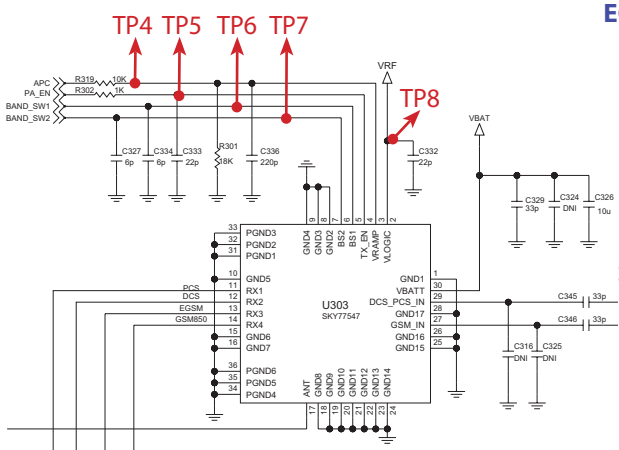 EG
TP4 TP5 TP6 TP7
VRF
APC R319 10K
PA_EN R302 1K
BAND_SW1
BAND_SW2
TP8
VBAT
C327 6p
C334 6p
C333 22p
R301 18K
C336 220p
C332 22p
C329 33p
C324 DNI
C326 10u
9 8 7 6 5 4 3 2
GND4 GND3 GND2 BS2 BS1 TX_EN VRAMP VLOGIC
33 PGND3
32 PGND2
31 PGND1
10 GND5
PCS 11 RX1
DCS 12 RX2
EGSM 13 RX3
GSM850 14 RX4
15 GND6
16 GND7
36 PGND6
35 PGND5
34 PGND4
U303
SKY77547
GND1 1
VBATT 30
DCS_PCS_IN 29
GND17 28
GSM_IN 27
GND16 26
GND15 25
C345 33p
C346 33p
C316 DNI
C325 DNI
ANT GND8 GND9 GND10 GND11 GND12 GND13 GND14
17 18 19 20 21 22 23 24